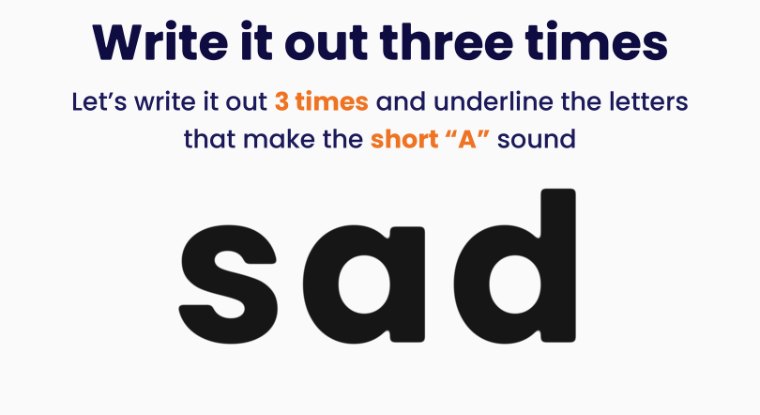 Write it out three times
Let’s write it out 3 times and underline the letters
that make the short “A” sound
sad